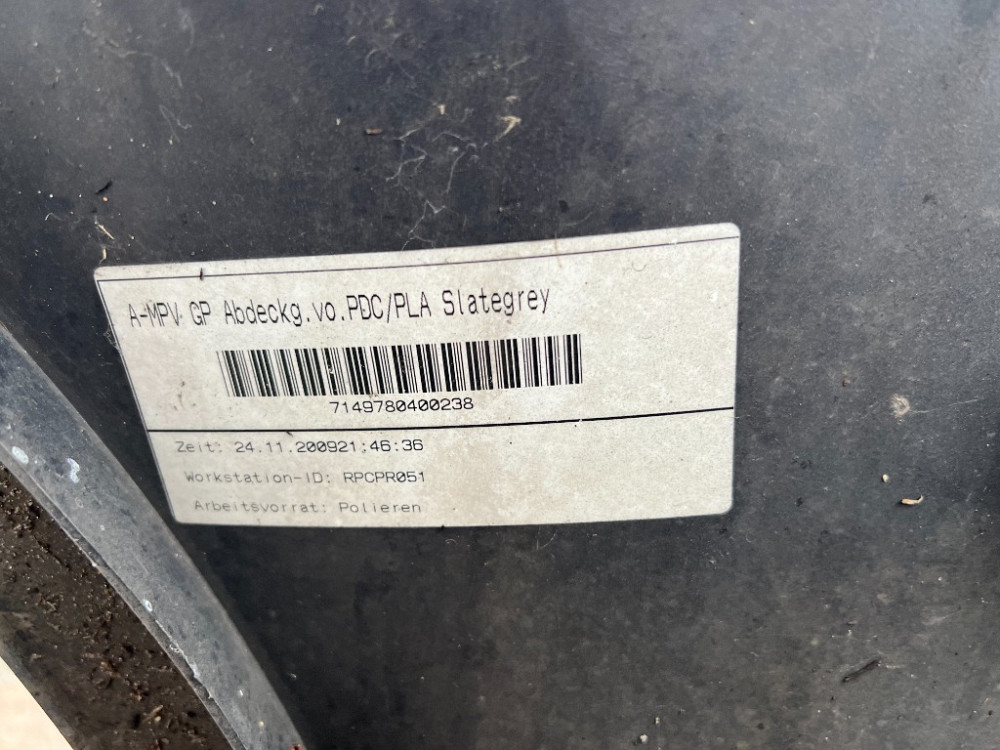 A-MPV GP Abdeckg.vo.PDC/PLA Slategrey
7149780400238
Zeit: 24.11.200921:46:36
Workstation-ID: RPCPR051
Arbeitsvorrat: Polieren